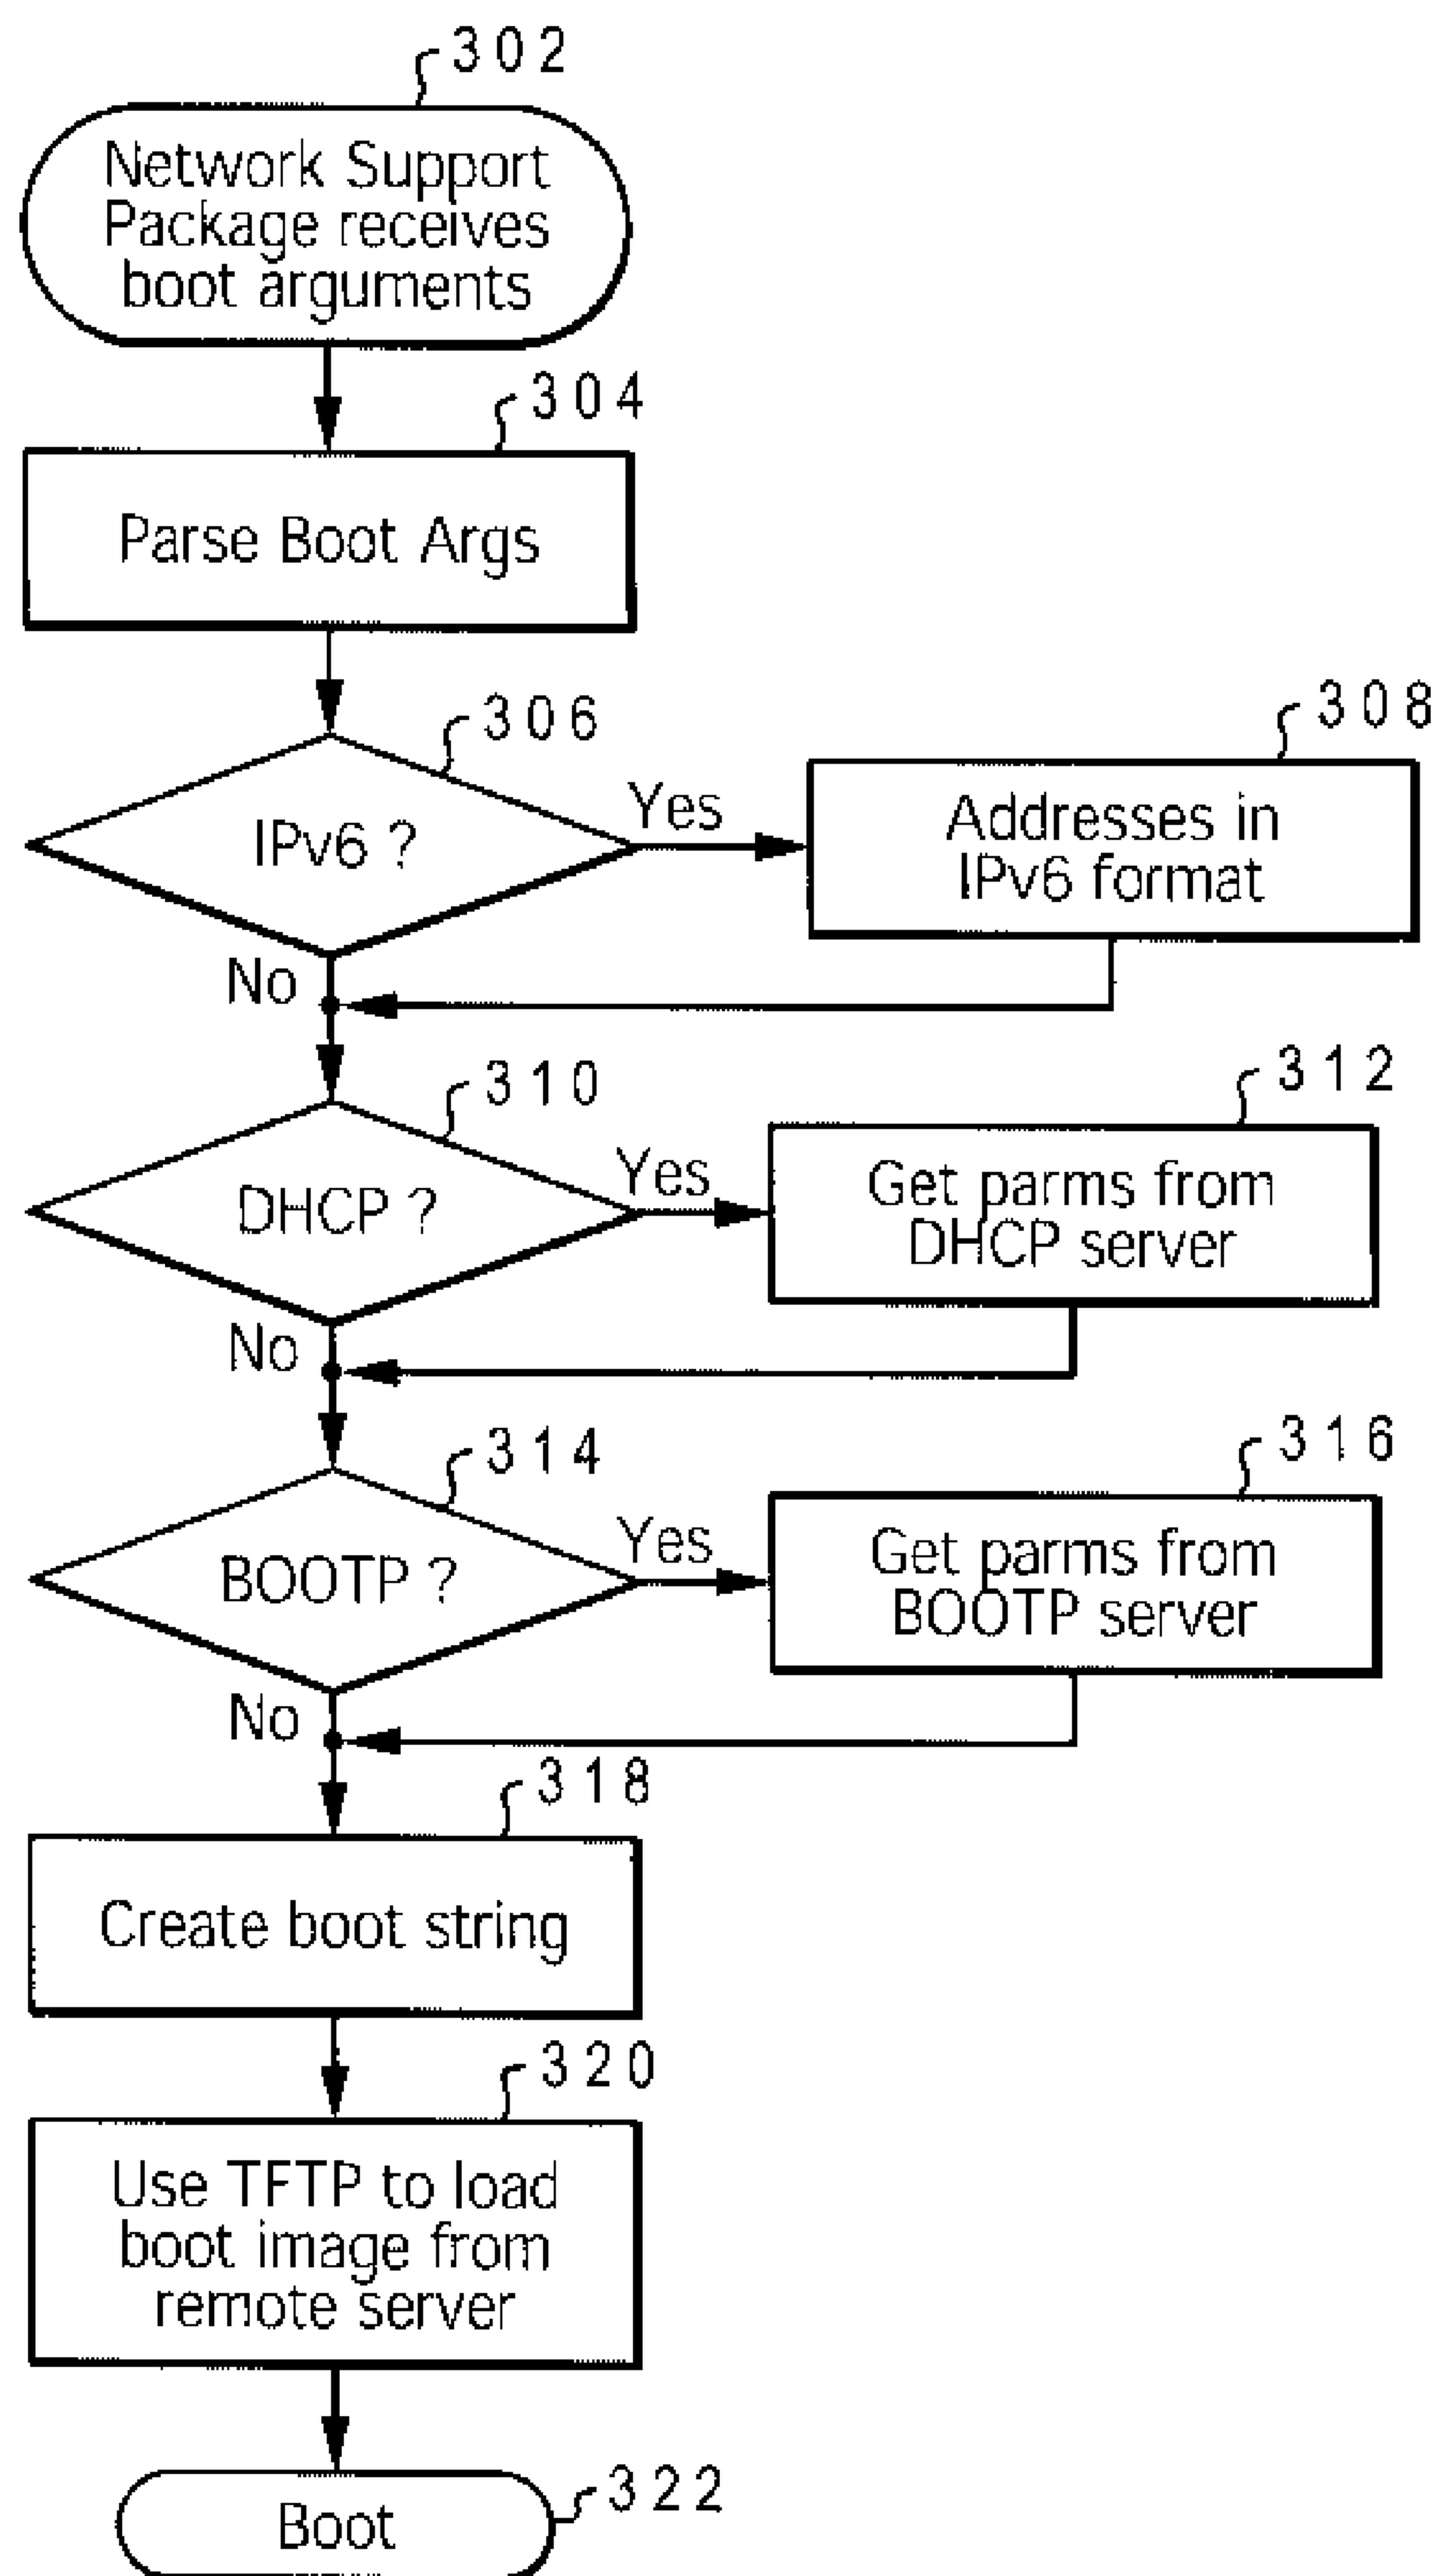 302
Network Support
Package receives
boot arguments
304
Parse Boot Args
306
IPv6 ?
Yes
308
Addresses in
IPv6 format
No
310
DHCP ?
Yes
312
Get parms from
DHCP server
No
314
BOOTP ?
Yes
316
Get parms from
BOOTP server
No
318
Create boot string
320
Use TFTP to load
boot image from
remote server
322
Boot